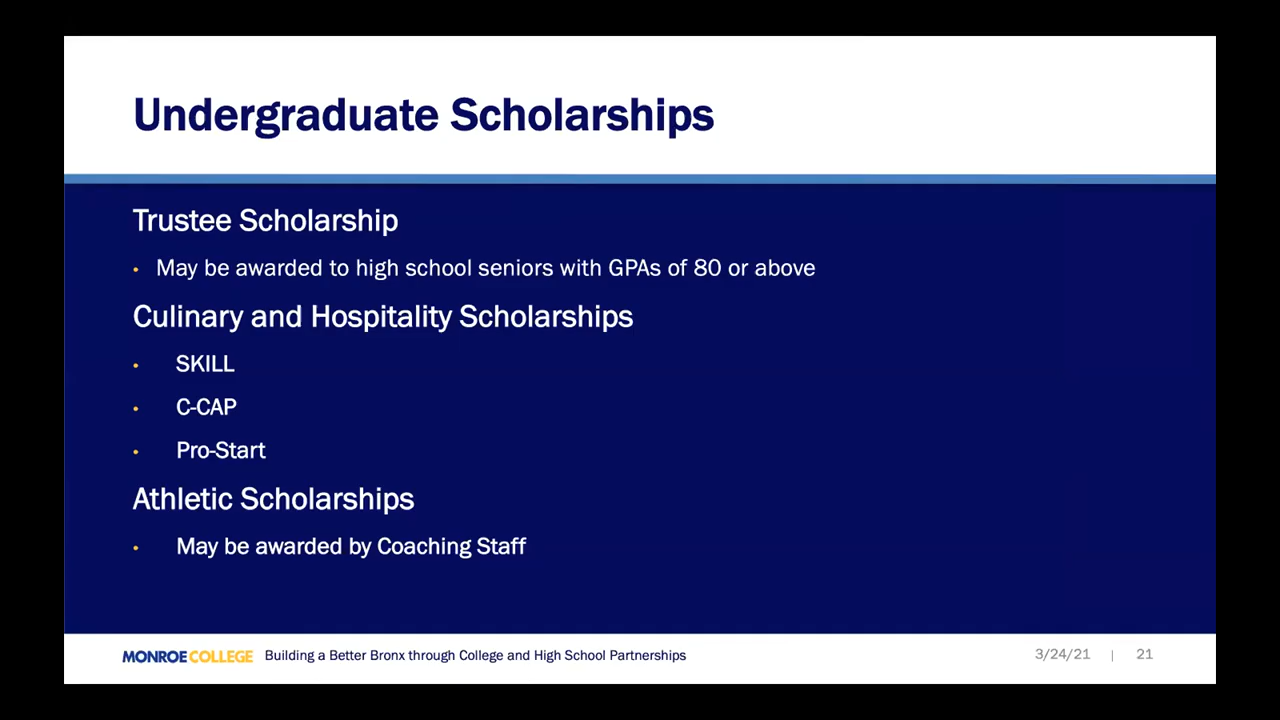 Undergraduate Scholarships
Trustee Scholarship
• May be awarded to high school seniors with GPAs of 80 or above
Culinary and Hospitality Scholarships
• SKILL
• C-CAP
• Pro-Start
Athletic Scholarships
• May be awarded by Coaching Staff
MONROE COLLEGE Building a Better Bronx through College and High School Partnerships 3/24/21 | 21